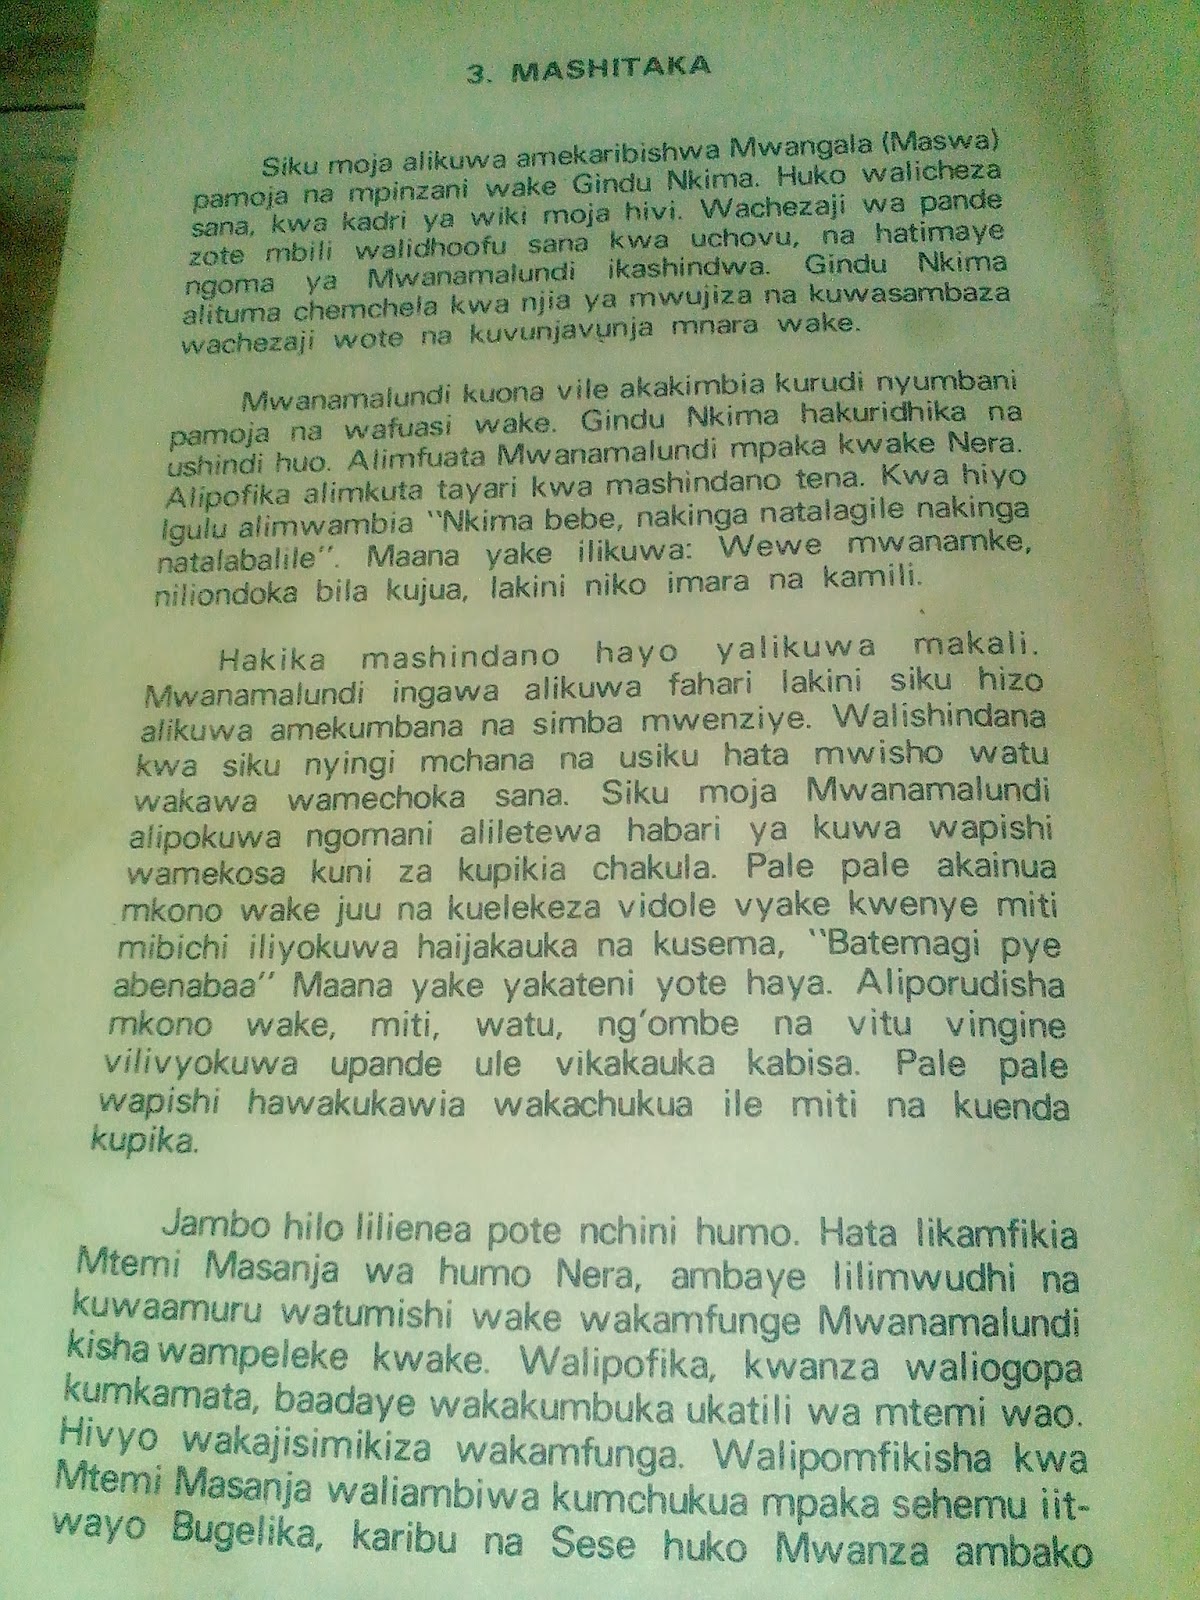 3. MASHITAKA
Siku moja alikuwa amekaribishwa Mwangala (Maswa)
pamoja na mpinzani wake Gindu Nkima. Huko walicheza
sana, kwa kadri ya wiki moja hivi. Wachezaji wa pande
zote mbili walidhoofu sana kwa uchovu, na hatimaye
ngoma ya Mwanamalundi ikashindwa. Gindu Nkima
alituma chemchela kwa njia ya mwujiza na kuwasambaza
wachezaji wote na kuvunjavunja mnara wake.
Mwanamalundi kuona vile akakimbia kurudi nyumbani
pamoja na wafuasi wake. Gindu Nkima hakuridhika na
ushindi huo. Alimfuata Mwanamalundi mpaka kwake Nera.
Alipofika alimkuta tayari kwa mashindano tena. Kwa hiyo
Igulu alimwambia "Nkima bebe, nakinga natalagile nakinga
natalabalile". Maana yake ilikuwa: Wewe mwanamke,
niliondoka bila kujua, lakini niko imara na kamili.
Hakika mashindano hayo yalikuwa makali.
Mwanamalundi ingawa alikuwa fahari lakini siku hizo
alikuwa amekumbana na simba mwenziye. Walishindana
kwa siku nyingi mchana na usiku hata mwisho watu
wakawa wamechoka sana. Siku moja Mwanamalundi
alipokuwa ngomani aliletewa habari ya kuwa wapishi
wamekosa kuni za kupikia chakula. Pale pale akainua
mkono wake juu na kuelekeza vidole vyake kwenye miti
mibichi iliyokuwa haijakauka na kusema, "Batemagi pye
abenabaa" Maana yake yakateni yote haya. Aliporudisha
mkono wake, miti, watu, ng'ombe na vitu vingine
vilivyokuwa upande ule vikakauka kabisa. Pale pale
wapishi hawakukawia wakachukua ile miti na kuenda
kupika.
Jambo hilo lilienea pote nchini humo. Hata likamfikia
Mtemi Masanja wa humo Nera, ambaye lilimwudhi na
kuwaamuru watumishi wake wakamfunge Mwanamalundi
kisha wampeleke kwake. Walipofika, kwanza waliogopa
kumkamata, baadaye wakakumbuka ukatili wa mtemi wao.
Hivyo wakajisimikiza wakamfunga. Walipomfikisha kwa
Mtemi Masanja waliambiwa kumchukua mpaka sehemu iit-
wayo Bugelika, karibu na Sese huko Mwanza ambako